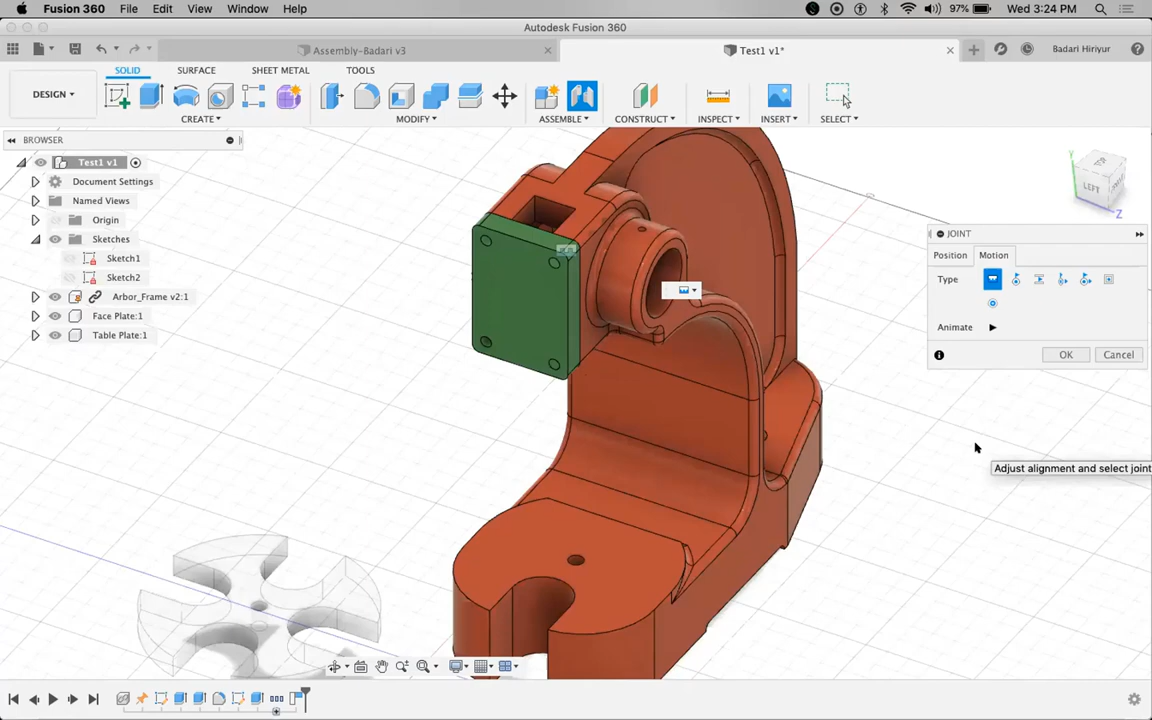 Fusion 360 File Edit View Window Help 97% Wed 3:24 PM
Autodesk Fusion 360
Assembly-Badari v3 Test1 v1* Badari Hiriyur
SOLID SURFACE SHEET METAL TOOLS
DESIGN
CREATE MODIFY ASSEMBLE CONSTRUCT INSPECT INSERT SELECT
BROWSER
Test1 v1
Document Settings
Named Views
Origin
Sketches
Sketch1
Sketch2
Arbor_Frame v2:1
Face Plate:1
Table Plate:1
Y
TOP
LEFT
FRONT
Z
JOINT
Position Motion
Type
Animate
OK Cancel
Adjust alignment and select joint